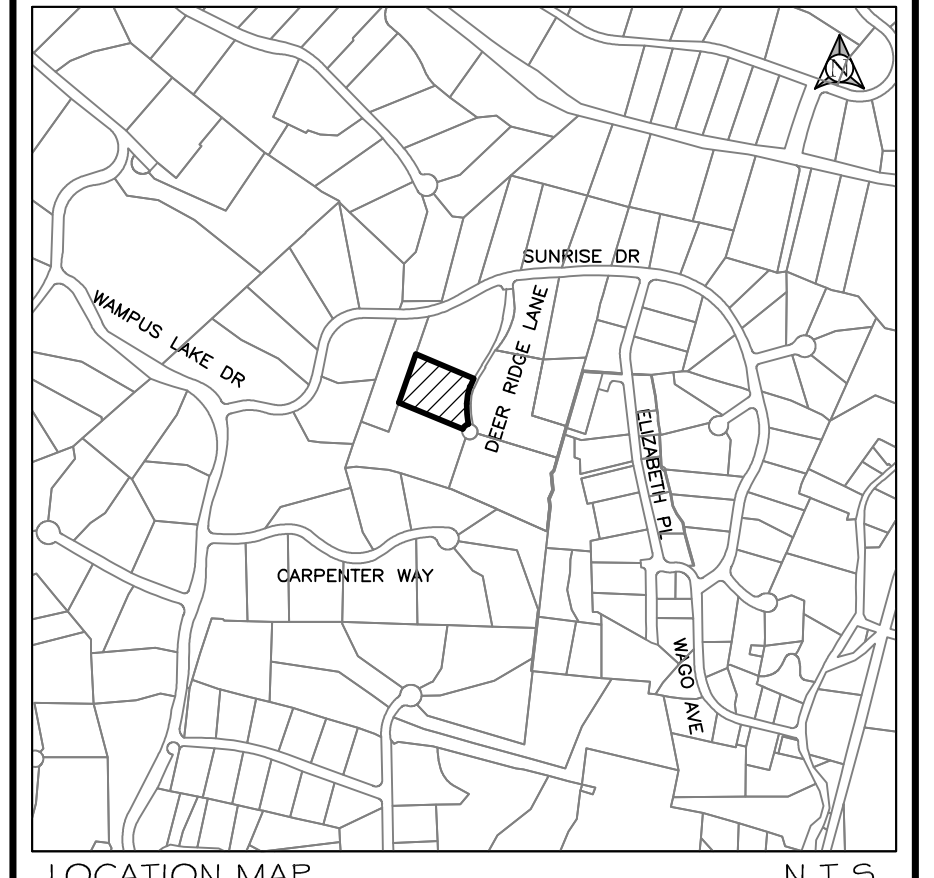 N
SUNRISE DR
WAMPUS LAKE DR
DEER RIDGE LANE
ELIZABETH PL
CARPENTER WAY
WAGO AVE
LOCATION MAP
N.T.S.